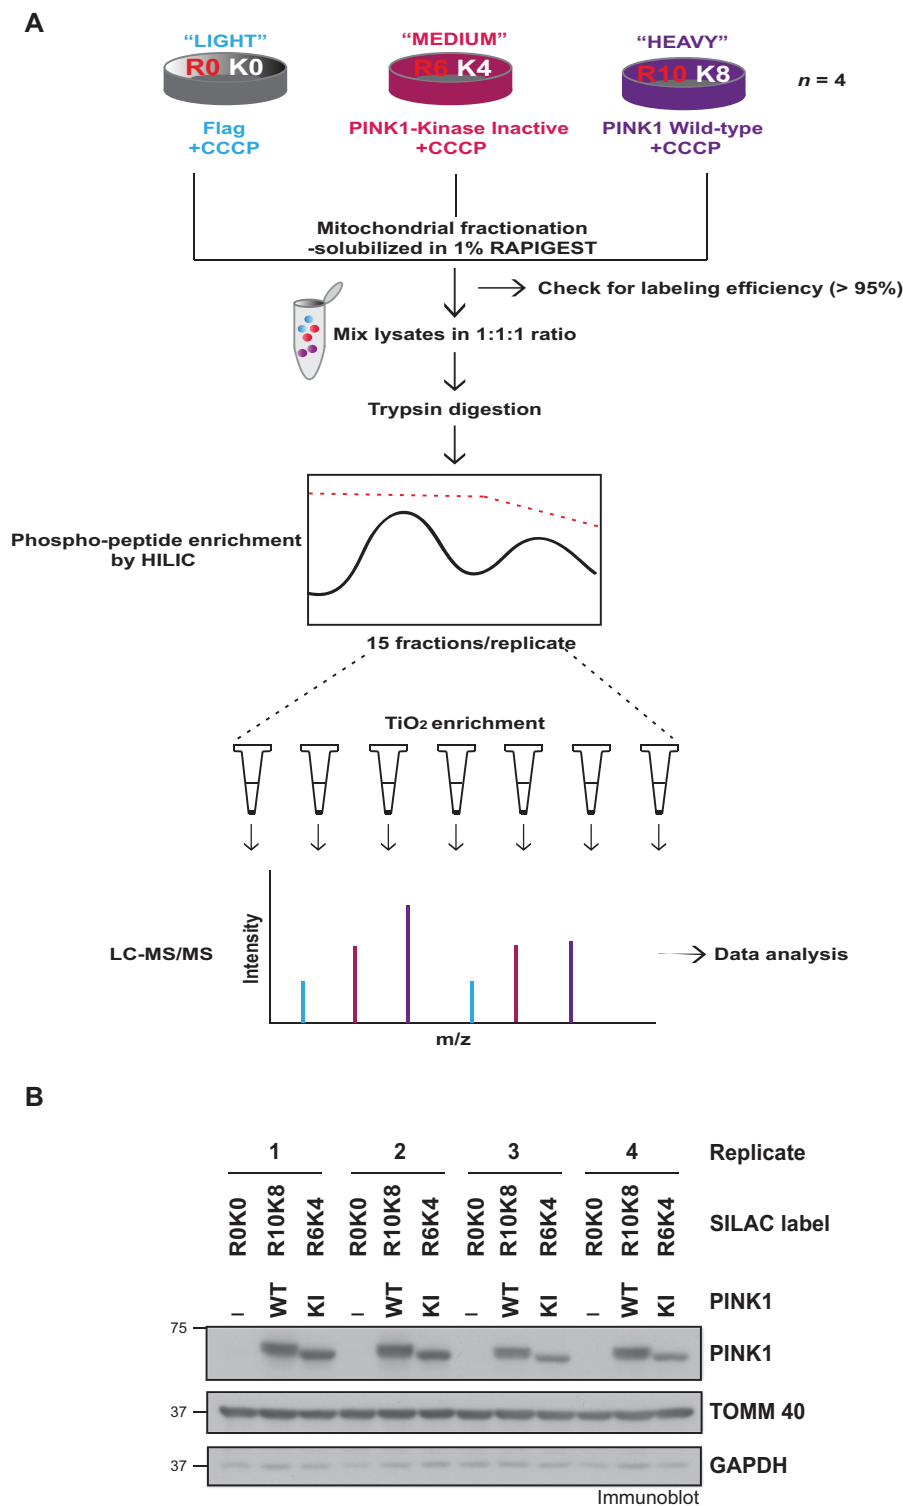 A
“LIGHT” “MEDIUM” “HEAVY”
R0 K0 R6 K4 R10 K8 n = 4
Flag PINK1-Kinase Inactive PINK1 Wild-type
+CCCP +CCCP +CCCP
Mitochondrial fractionation
-solubilized in 1% RAPIGEST
Check for labeling efficiency (> 95%)
Mix lysates in 1:1:1 ratio
Trypsin digestion
Phospho-peptide enrichment
by HILIC
15 fractions/replicate
TiO2 enrichment
Intensity
LC-MS/MS Data analysis
m/z
B
1 2 3 4 Replicate
R0K0 R10K8 R6K4 R0K0 R10K8 R6K4 R0K0 R10K8 R6K4 R0K0 R10K8 R6K4 SILAC label
– WT KI – WT KI – WT KI – WT KI PINK1
75
PINK1
37 TOMM 40
37 GAPDH
Immunoblot